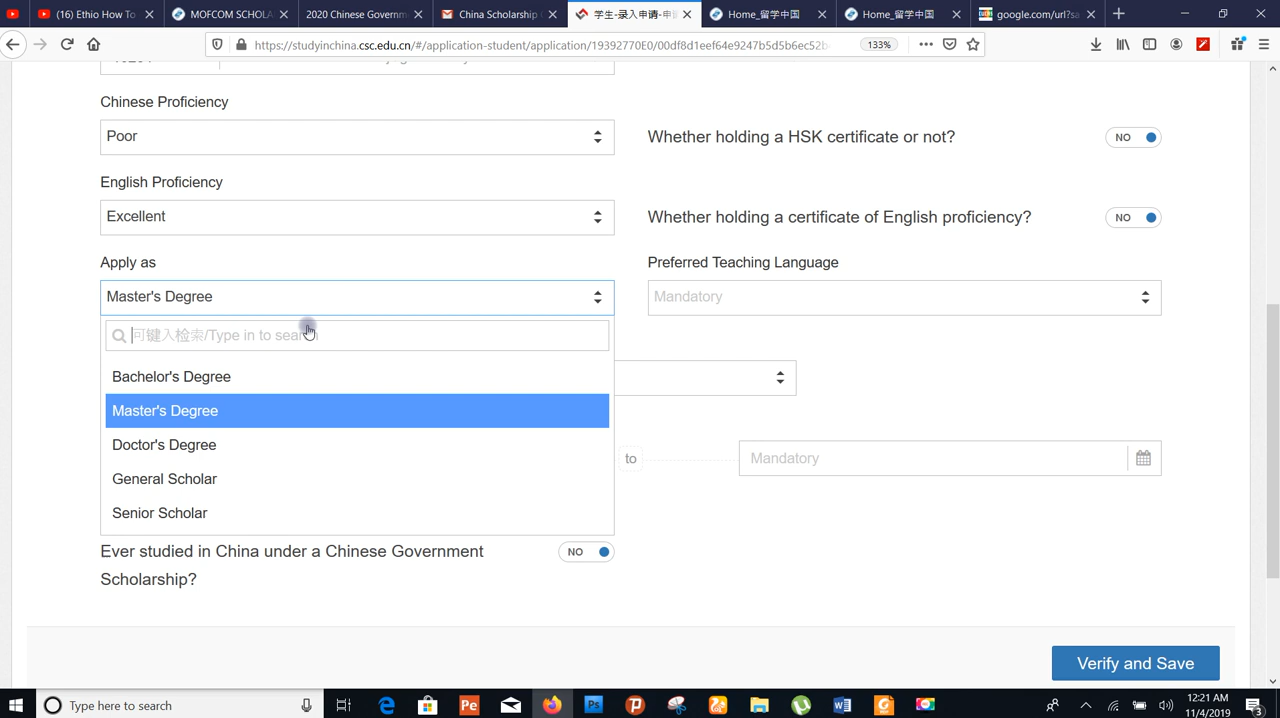 (16) Ethio How To
MOFCOM SCHOLA
2020 Chinese Governm
China Scholarship (
学生-录入申请-申
Home_留学中国
Home_留学中国
google.com/url?sa
https://studyinchina.csc.edu.cn/#/application-student/application/19392770E0/00df8d1eef64e9247b5d5b6ec52b
133%
Chinese Proficiency
Poor
Whether holding a HSK certificate or not?
NO
English Proficiency
Excellent
Whether holding a certificate of English proficiency?
NO
Apply as
Preferred Teaching Language
Master's Degree
Mandatory
可键入检索/Type in to search
Bachelor's Degree
Master's Degree
Doctor's Degree
to
Mandatory
General Scholar
Senior Scholar
Ever studied in China under a Chinese Government
Scholarship?
NO
Verify and Save
Type here to search
Pe
Ps
12:21 AM
11/4/2019
3